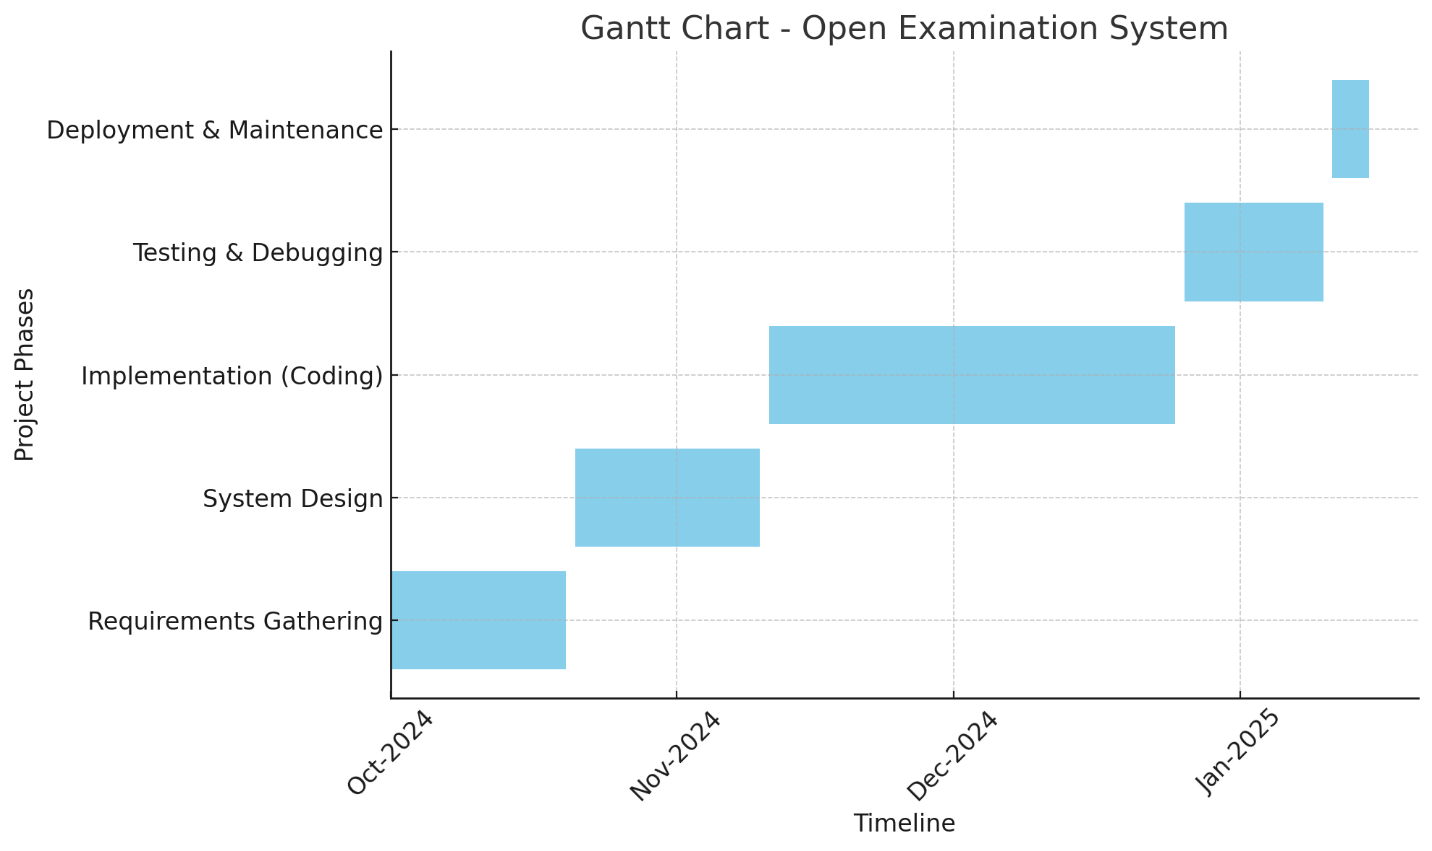 Gantt Chart - Open Examination System
Project Phases
Deployment & Maintenance
Testing & Debugging
Implementation (Coding)
System Design
Requirements Gathering
Oct-2024
Nov-2024
Dec-2024
Jan-2025
Timeline